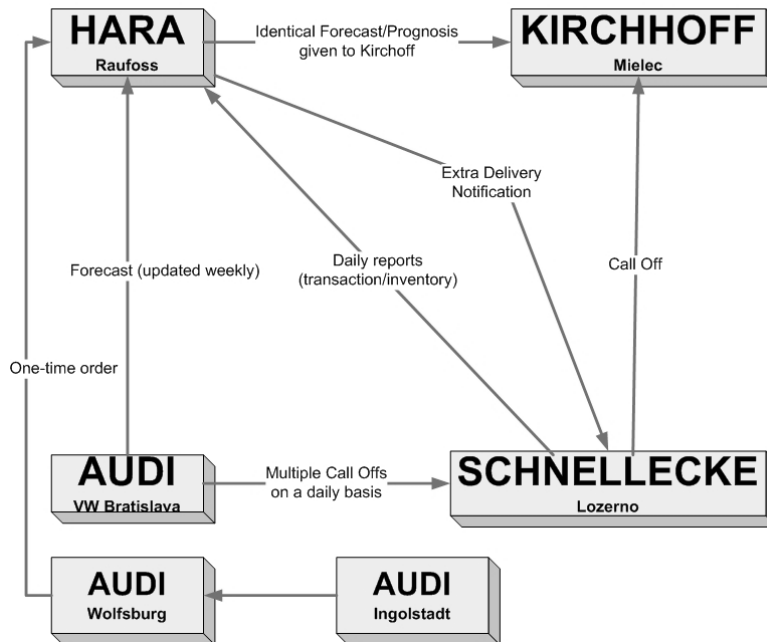 HARA
Raufoss
Identical Forecast/Prognosis
given to Kirchoff
KIRCHHOFF
Mielec
Extra Delivery
Notification
Daily reports
(transaction/inventory)
Call Off
Forecast (updated weekly)
One-time order
AUDI
VW Bratislava
Multiple Call Offs
on a daily basis
SCHNELLECKE
Lozerno
AUDI
Wolfsburg
AUDI
Ingolstadt